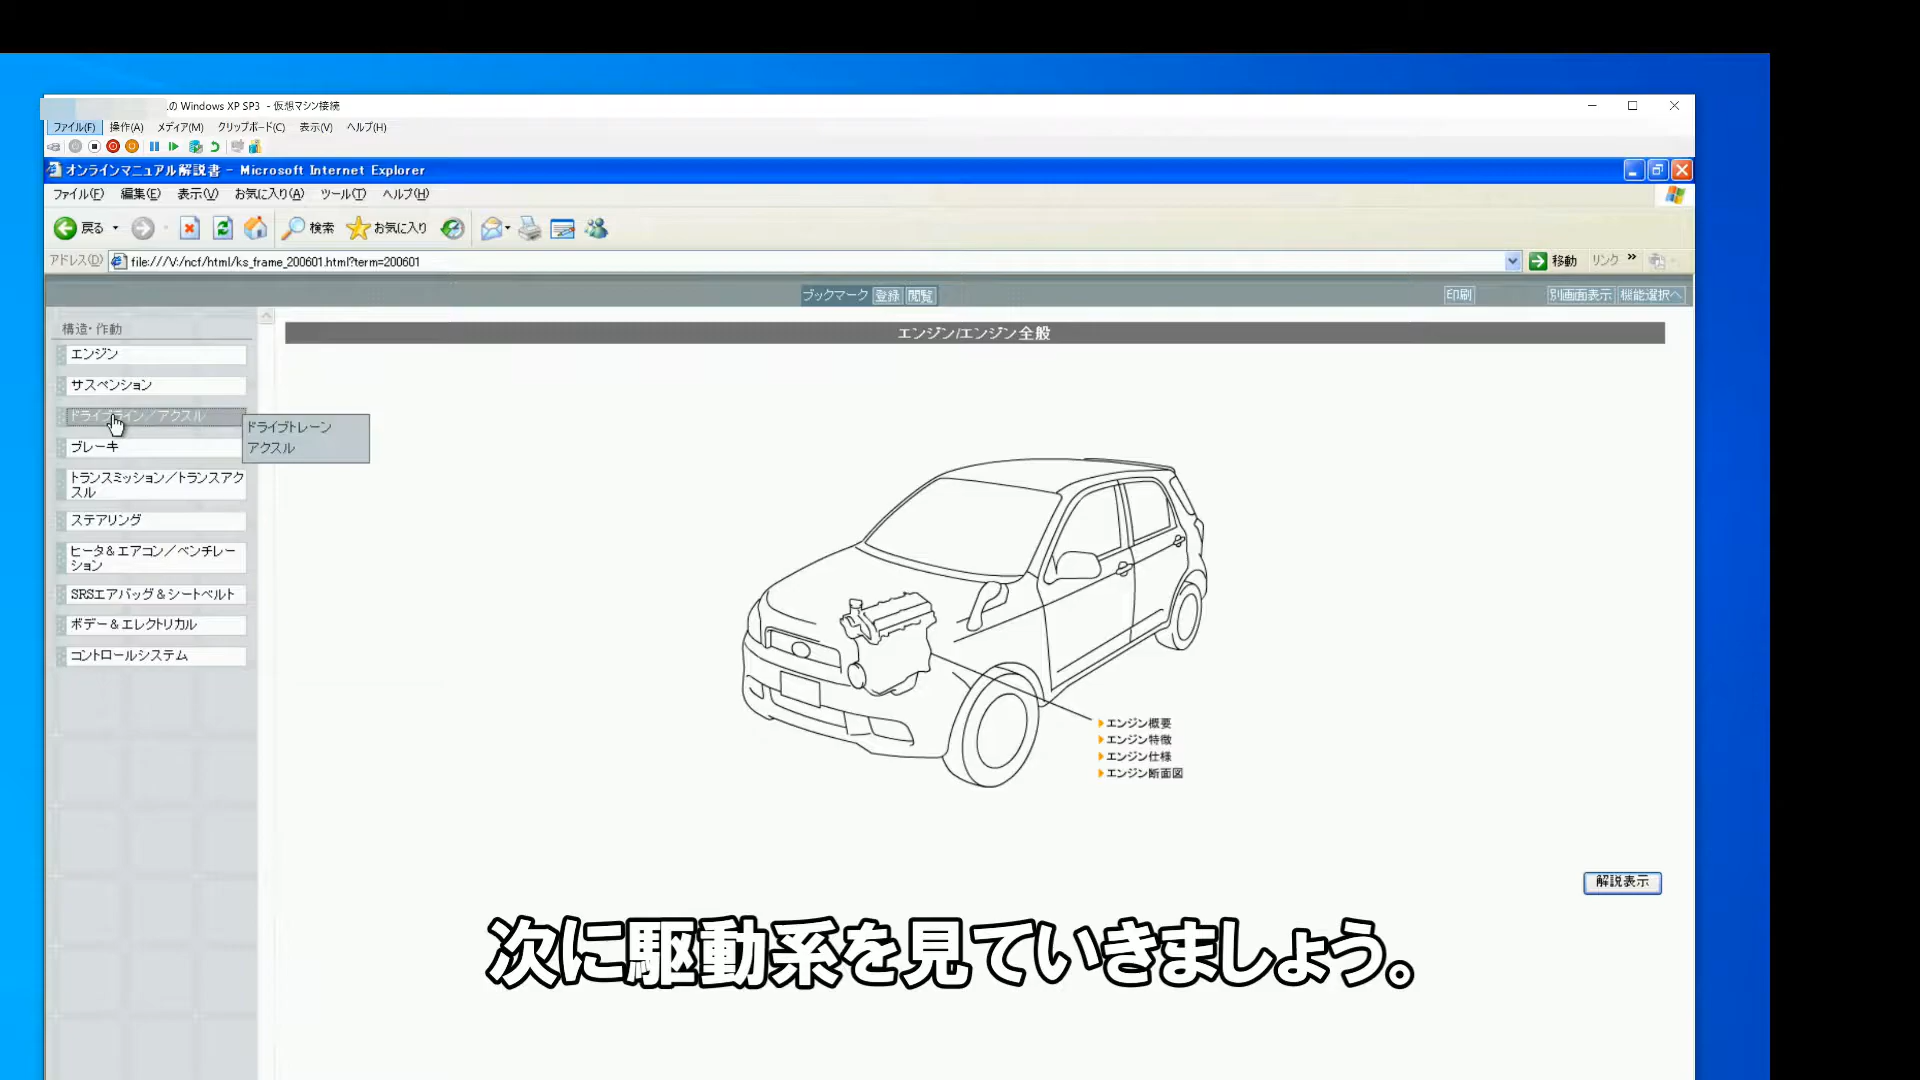 の Windows XP SP3 - 仮想マシン接続
ファイル(F) 操作(A) メディア(M) クリップボード(C) 表示(V) ヘルプ(H)
オンラインマニュアル解説書 - Microsoft Internet Explorer
ファイル(F) 編集(E) 表示(V) お気に入り(A) ツール(T) ヘルプ(H)
戻る 検索 お気に入り
アドレス(D) file:///V:/ncf/html/ks_frame_200601.html?term=200601 移動 リンク »
ブックマーク 登録 閲覧 印刷 別画面表示 機能選択へ
構造・作動
エンジン
サスペンション
ドライブライン／アクスル
ドライブトレーン
アクスル
ブレーキ
トランスミッション／トランスアク
スル
ステアリング
ヒータ＆エアコン／ベンチレー
ション
SRSエアバッグ＆シートベルト
ボデー＆エレクトリカル
コントロールシステム
エンジン/エンジン全般
エンジン概要
エンジン特徴
エンジン仕様
エンジン断面図
解説表示
次に駆動系を見ていきましょう。